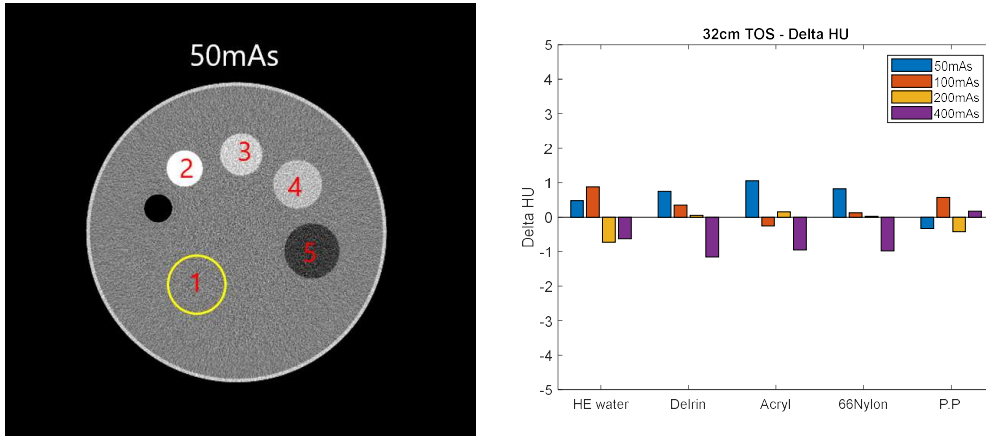 50mAs
2
3
4
5
1
32cm TOS - Delta HU
5
4
3
2
1
0
-1
-2
-3
-4
-5
Delta HU
50mAs
100mAs
200mAs
400mAs
HE water
Delrin
Acryl
66Nylon
P.P